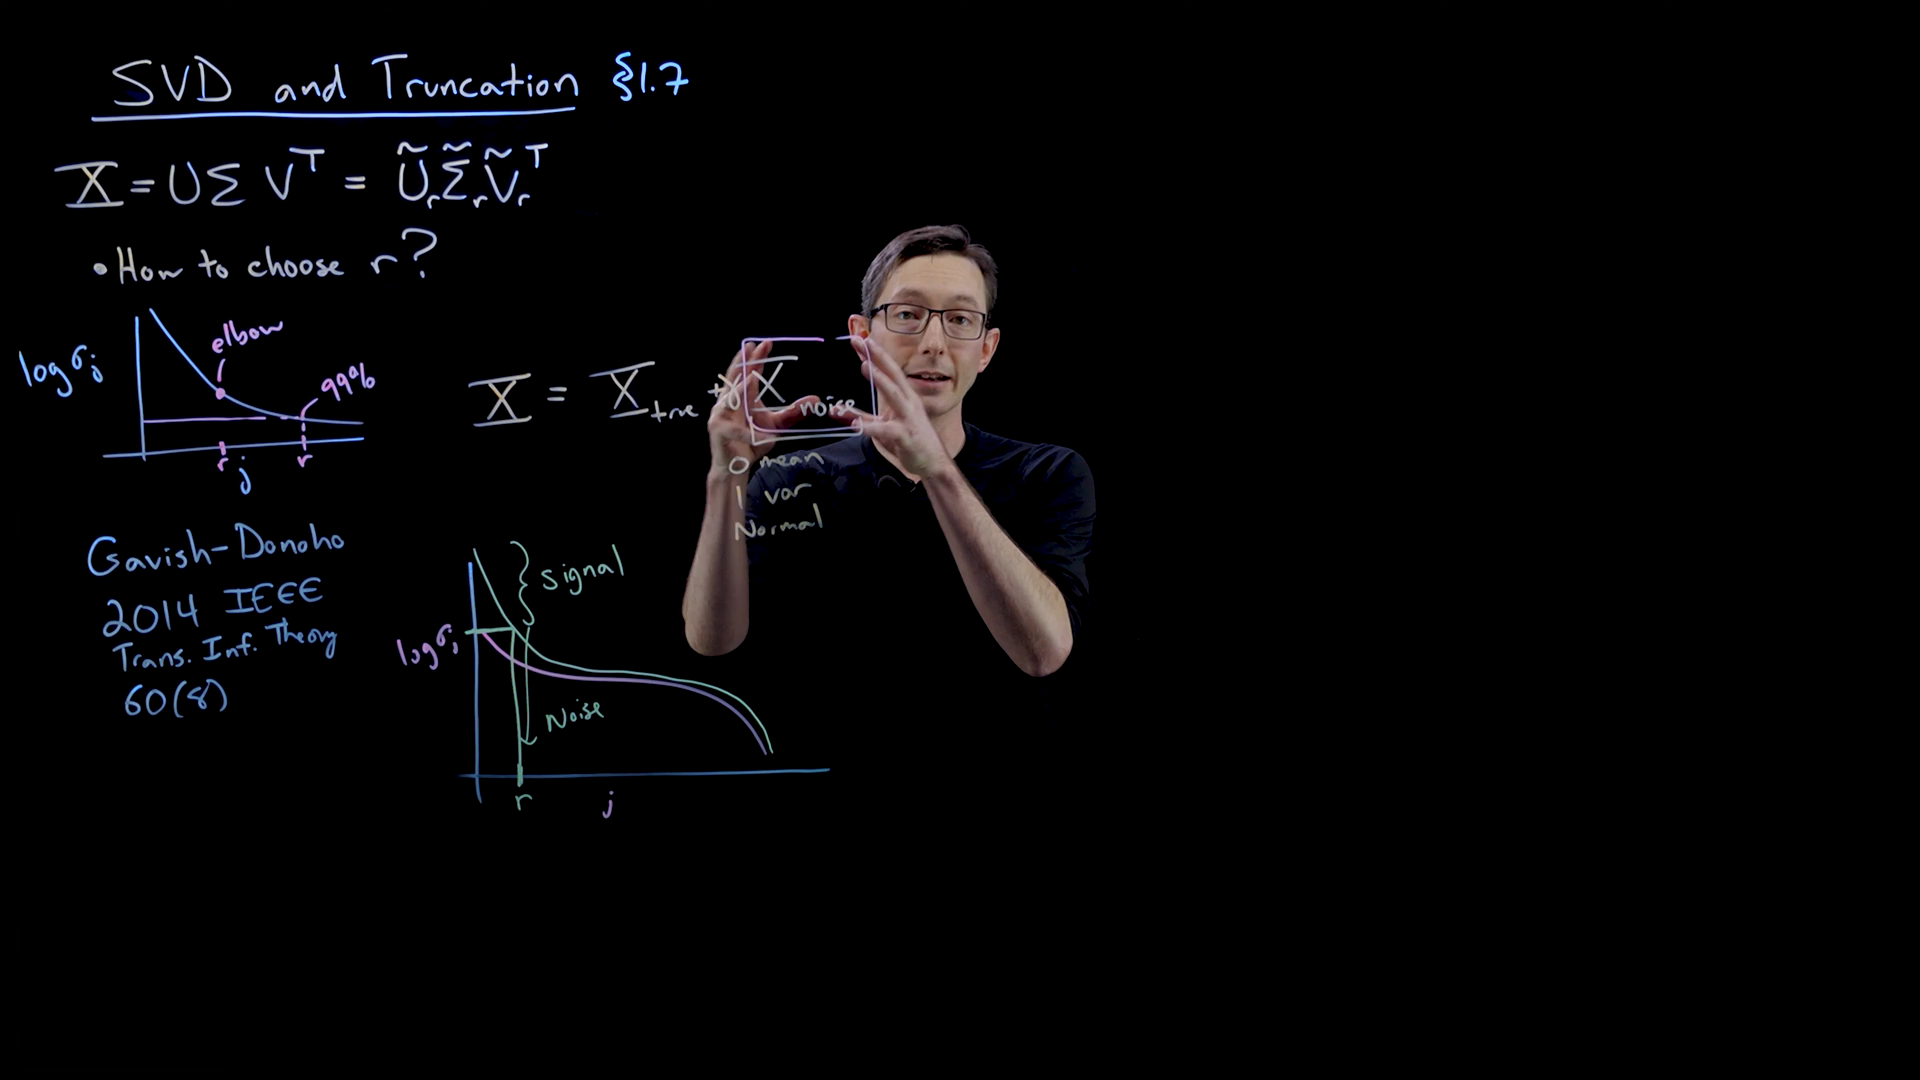 SVD and Truncation §1.7
X = UΣV^T = Ũ_r Σ̃_r Ṽ_r^T
• How to choose r?
elbow
99%
log σ_j
r
r
j
X = X_true + γ X_noise
0 mean
1 var
Normal
Gavish-Donoho
2014 IEEE
Trans. Inf. Theory
60(8)
signal
log σ_j
Noise
r
j